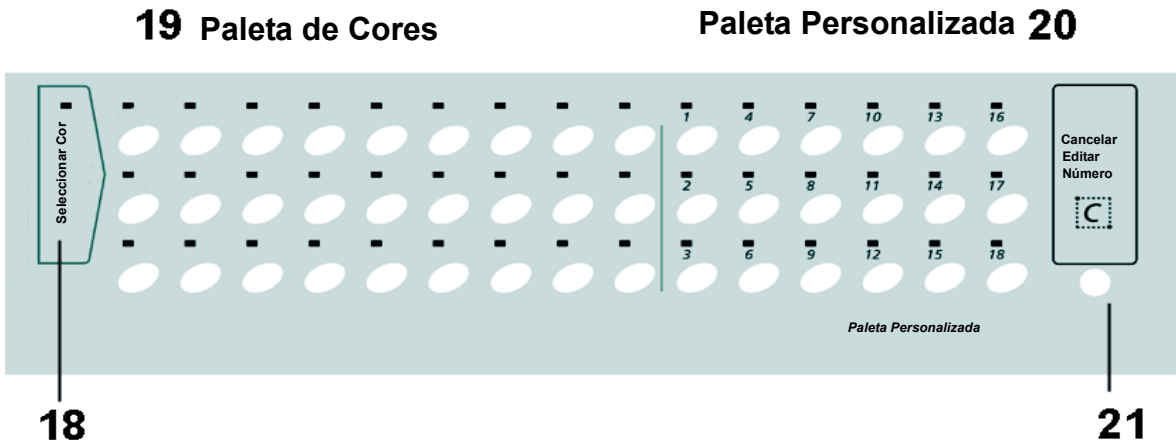 19 Paleta de Cores
Paleta Personalizada 20
Seleccionar Cor
1 4 7 10 13 16
2 5 8 11 14 17
3 6 9 12 15 18
Cancelar
Editar
Número
C
Paleta Personalizada
18
21